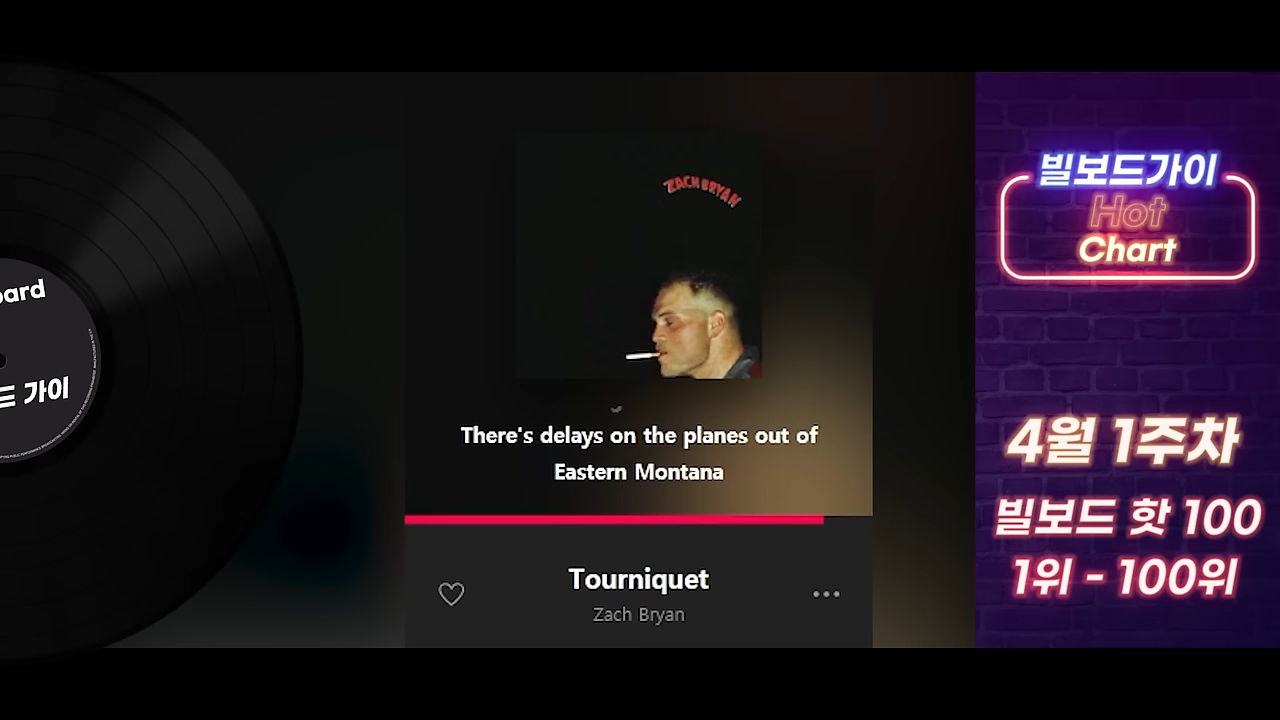 oard
드 가이
ZACH BRYAN
There's delays on the planes out of
Eastern Montana
Tourniquet
Zach Bryan
빌보드가이
Hot
Chart
4월 1주차
빌보드 핫 100
1위 - 100위